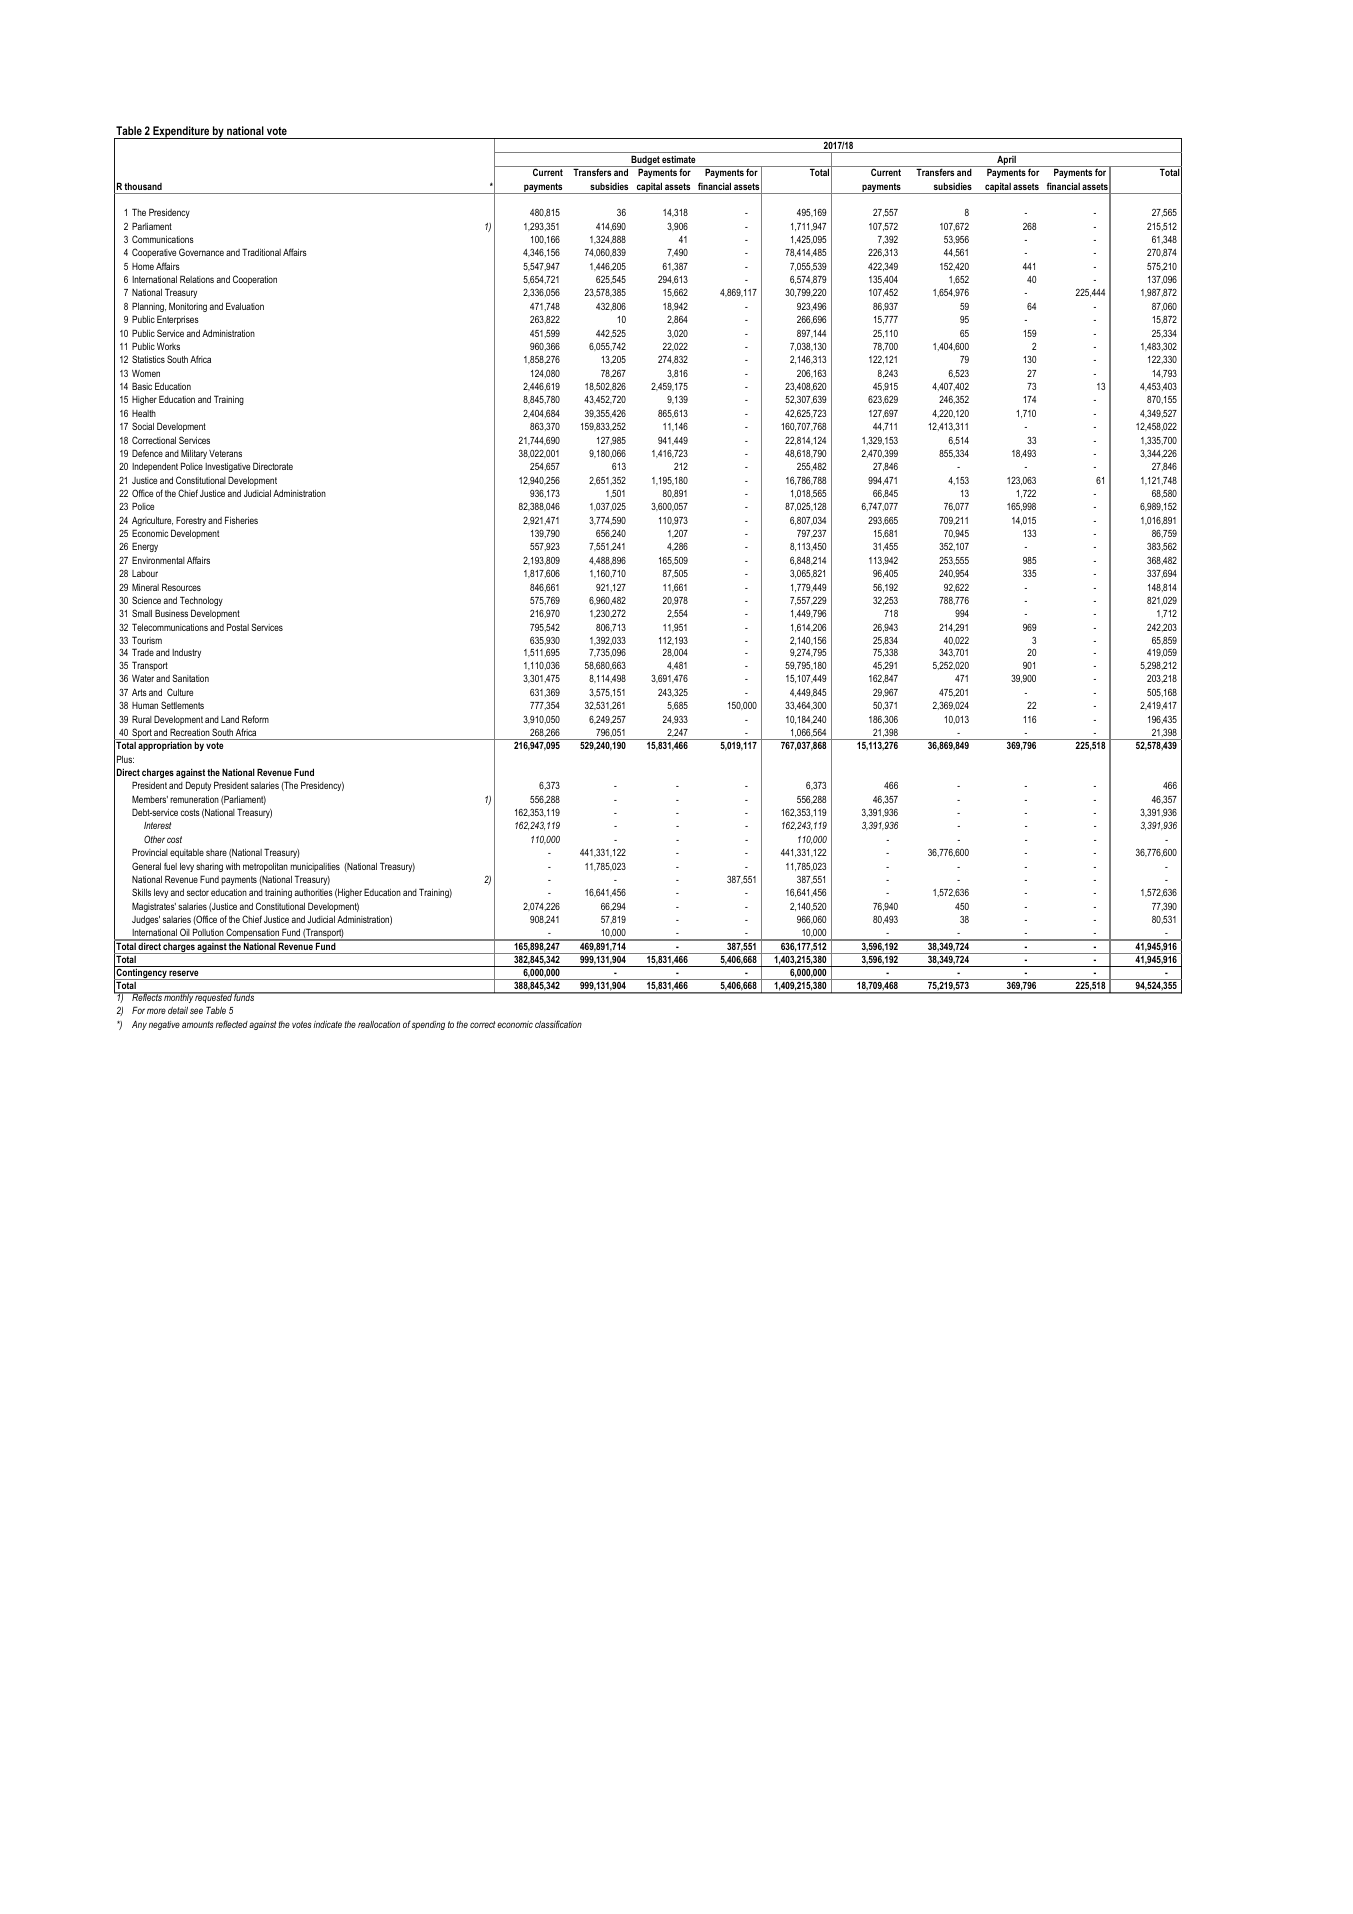 Table 2 Expenditure by national vote
2017/18
Budget estimate April
Current Transfers and Payments for Payments for Total Current Transfers and Payments for Payments for Total
R thousand * payments subsidies capital assets financial assets payments subsidies capital assets financial assets
1 The Presidency 480,815 36 14,318 - 495,169 27,557 8 - - 27,565
2 Parliament 1) 1,293,351 414,690 3,906 - 1,711,947 107,572 107,672 268 - 215,512
3 Communications 100,166 1,324,888 41 - 1,425,095 7,392 53,956 - - 61,348
4 Cooperative Governance and Traditional Affairs 4,346,156 74,060,839 7,490 - 78,414,485 226,313 44,561 - - 270,874
5 Home Affairs 5,547,947 1,446,205 61,387 - 7,055,539 422,349 152,420 441 - 575,210
6 International Relations and Cooperation 5,654,721 625,545 294,613 - 6,574,879 135,404 1,652 40 - 137,096
7 National Treasury 2,336,056 23,578,385 15,662 4,869,117 30,799,220 107,452 1,654,976 - 225,444 1,987,872
8 Planning, Monitoring and Evaluation 471,748 432,806 18,942 - 923,496 86,937 59 64 - 87,060
9 Public Enterprises 263,822 10 2,864 - 266,696 15,777 95 - - 15,872
10 Public Service and Administration 451,599 442,525 3,020 - 897,144 25,110 65 159 - 25,334
11 Public Works 960,366 6,055,742 22,022 - 7,038,130 78,700 1,404,600 2 - 1,483,302
12 Statistics South Africa 1,858,276 13,205 274,832 - 2,146,313 122,121 79 130 - 122,330
13 Women 124,080 78,267 3,816 - 206,163 8,243 6,523 27 - 14,793
14 Basic Education 2,446,619 18,502,826 2,459,175 - 23,408,620 45,915 4,407,402 73 13 4,453,403
15 Higher Education and Training 8,845,780 43,452,720 9,139 - 52,307,639 623,629 246,352 174 - 870,155
16 Health 2,404,684 39,355,426 865,613 - 42,625,723 127,697 4,220,120 1,710 - 4,349,527
17 Social Development 863,370 159,833,252 11,146 - 160,707,768 44,711 12,413,311 - - 12,458,022
18 Correctional Services 21,744,690 127,985 941,449 - 22,814,124 1,329,153 6,514 33 - 1,335,700
19 Defence and Military Veterans 38,022,001 9,180,066 1,416,723 - 48,618,790 2,470,399 855,334 18,493 - 3,344,226
20 Independent Police Investigative Directorate 254,657 613 212 - 255,482 27,846 - - - 27,846
21 Justice and Constitutional Development 12,940,256 2,651,352 1,195,180 - 16,786,788 994,471 4,153 123,063 61 1,121,748
22 Office of the Chief Justice and Judicial Administration 936,173 1,501 80,891 - 1,018,565 66,845 13 1,722 - 68,580
23 Police 82,388,046 1,037,025 3,600,057 - 87,025,128 6,747,077 76,077 165,998 - 6,989,152
24 Agriculture, Forestry and Fisheries 2,921,471 3,774,590 110,973 - 6,807,034 293,665 709,211 14,015 - 1,016,891
25 Economic Development 139,790 656,240 1,207 - 797,237 15,681 70,945 133 - 86,759
26 Energy 557,923 7,551,241 4,286 - 8,113,450 31,455 352,107 - - 383,562
27 Environmental Affairs 2,193,809 4,488,896 165,509 - 6,848,214 113,942 253,555 985 - 368,482
28 Labour 1,817,606 1,160,710 87,505 - 3,065,821 96,405 240,954 335 - 337,694
29 Mineral Resources 846,661 921,127 11,661 - 1,779,449 56,192 92,622 - - 148,814
30 Science and Technology 575,769 6,960,482 20,978 - 7,557,229 32,253 788,776 - - 821,029
31 Small Business Development 216,970 1,230,272 2,554 - 1,449,796 718 994 - - 1,712
32 Telecommunications and Postal Services 795,542 806,713 11,951 - 1,614,206 26,943 214,291 969 - 242,203
33 Tourism 635,930 1,392,033 112,193 - 2,140,156 25,834 40,022 3 - 65,859
34 Trade and Industry 1,511,695 7,735,096 28,004 - 9,274,795 75,338 343,701 20 - 419,059
35 Transport 1,110,036 58,680,663 4,481 - 59,795,180 45,291 5,252,020 901 - 5,298,212
36 Water and Sanitation 3,301,475 8,114,498 3,691,476 - 15,107,449 162,847 471 39,900 - 203,218
37 Arts and Culture 631,369 3,575,151 243,325 - 4,449,845 29,967 475,201 - - 505,168
38 Human Settlements 777,354 32,531,261 5,685 150,000 33,464,300 50,371 2,369,024 22 - 2,419,417
39 Rural Development and Land Reform 3,910,050 6,249,257 24,933 - 10,184,240 186,306 10,013 116 - 196,435
40 Sport and Recreation South Africa 268,266 796,051 2,247 - 1,066,564 21,398 - - - 21,398
Total appropriation by vote 216,947,095 529,240,190 15,831,466 5,019,117 767,037,868 15,113,276 36,869,849 369,796 225,518 52,578,439
Plus:
Direct charges against the National Revenue Fund
President and Deputy President salaries (The Presidency) 6,373 - - - 6,373 466 - - - 466
Members' remuneration (Parliament) 1) 556,288 - - - 556,288 46,357 - - - 46,357
Debt-service costs (National Treasury) 162,353,119 - - - 162,353,119 3,391,936 - - - 3,391,936
Interest 162,243,119 - - - 162,243,119 3,391,936 - - - 3,391,936
Other cost 110,000 - - - 110,000 - - - - -
Provincial equitable share (National Treasury) - 441,331,122 - - 441,331,122 - 36,776,600 - - 36,776,600
General fuel levy sharing with metropolitan municipalities (National Treasury) - 11,785,023 - - 11,785,023 - - - - -
National Revenue Fund payments (National Treasury) 2) - - - 387,551 387,551 - - - - -
Skills levy and sector education and training authorities (Higher Education and Training) - 16,641,456 - - 16,641,456 - 1,572,636 - - 1,572,636
Magistrates' salaries (Justice and Constitutional Development) 2,074,226 66,294 - - 2,140,520 76,940 450 - - 77,390
Judges' salaries (Office of the Chief Justice and Judicial Administration) 908,241 57,819 - - 966,060 80,493 38 - - 80,531
International Oil Pollution Compensation Fund (Transport) - 10,000 - - 10,000 - - - - -
Total direct charges against the National Revenue Fund 165,898,247 469,891,714 - 387,551 636,177,512 3,596,192 38,349,724 - - 41,945,916
Total 382,845,342 999,131,904 15,831,466 5,406,668 1,403,215,380 3,596,192 38,349,724 - - 41,945,916
Contingency reserve 6,000,000 - - - 6,000,000 - - - - -
Total 388,845,342 999,131,904 15,831,466 5,406,668 1,409,215,380 18,709,468 75,219,573 369,796 225,518 94,524,355
1) Reflects monthly requested funds
2) For more detail see Table 5
*) Any negative amounts reflected against the votes indicate the reallocation of spending to the correct economic classification